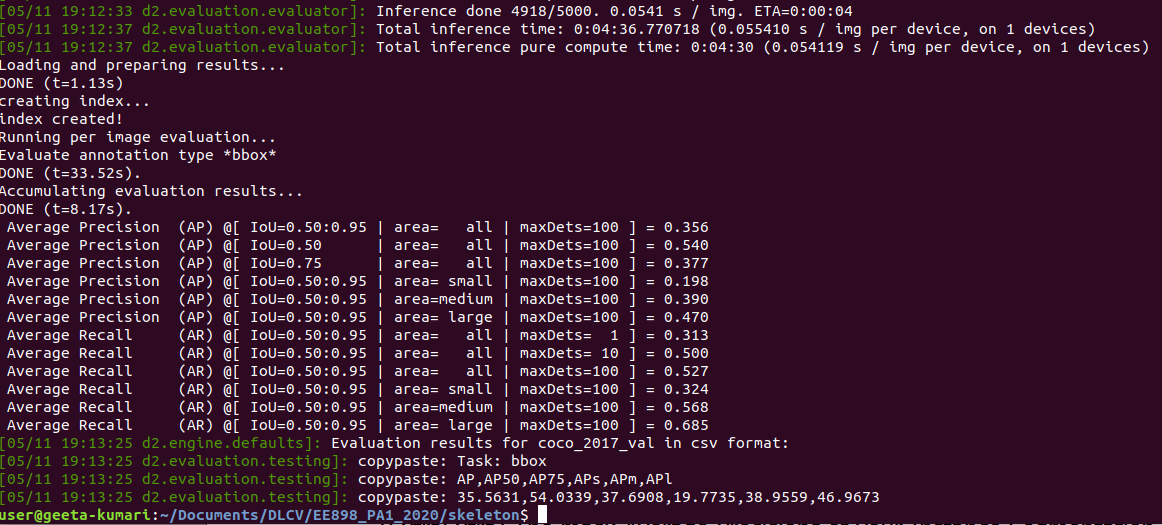 [05/11 19:12:33 d2.evaluation.evaluator]: Inference done 4918/5000. 0.0541 s / img. ETA=0:00:04
[05/11 19:12:37 d2.evaluation.evaluator]: Total inference time: 0:04:36.770718 (0.055410 s / img per device, on 1 devices)
[05/11 19:12:37 d2.evaluation.evaluator]: Total inference pure compute time: 0:04:30 (0.054119 s / img per device, on 1 devices)
Loading and preparing results...
DONE (t=1.13s)
creating index...
index created!
Running per image evaluation...
Evaluate annotation type *bbox*
DONE (t=33.52s).
Accumulating evaluation results...
DONE (t=8.17s).
 Average Precision  (AP) @[ IoU=0.50:0.95 | area=   all | maxDets=100 ] = 0.356
 Average Precision  (AP) @[ IoU=0.50      | area=   all | maxDets=100 ] = 0.540
 Average Precision  (AP) @[ IoU=0.75      | area=   all | maxDets=100 ] = 0.377
 Average Precision  (AP) @[ IoU=0.50:0.95 | area= small | maxDets=100 ] = 0.198
 Average Precision  (AP) @[ IoU=0.50:0.95 | area=medium | maxDets=100 ] = 0.390
 Average Precision  (AP) @[ IoU=0.50:0.95 | area= large | maxDets=100 ] = 0.470
 Average Recall     (AR) @[ IoU=0.50:0.95 | area=   all | maxDets=  1 ] = 0.313
 Average Recall     (AR) @[ IoU=0.50:0.95 | area=   all | maxDets= 10 ] = 0.500
 Average Recall     (AR) @[ IoU=0.50:0.95 | area=   all | maxDets=100 ] = 0.527
 Average Recall     (AR) @[ IoU=0.50:0.95 | area= small | maxDets=100 ] = 0.324
 Average Recall     (AR) @[ IoU=0.50:0.95 | area=medium | maxDets=100 ] = 0.568
 Average Recall     (AR) @[ IoU=0.50:0.95 | area= large | maxDets=100 ] = 0.685
[05/11 19:13:25 d2.engine.defaults]: Evaluation results for coco_2017_val in csv format:
[05/11 19:13:25 d2.evaluation.testing]: copypaste: Task: bbox
[05/11 19:13:25 d2.evaluation.testing]: copypaste: AP,AP50,AP75,APs,APm,APl
[05/11 19:13:25 d2.evaluation.testing]: copypaste: 35.5631,54.0339,37.6908,19.7735,38.9559,46.9673
user@geeta-kumari:~/Documents/DLCV/EE898_PA1_2020/skeleton$